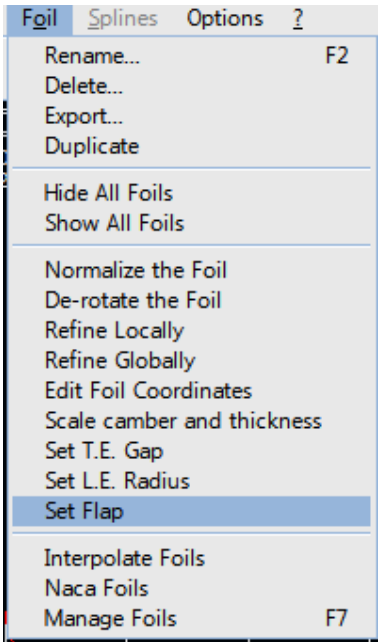 Foil Splines Options ?
Rename... F2
Delete...
Export...
Duplicate
Hide All Foils
Show All Foils
Normalize the Foil
De-rotate the Foil
Refine Locally
Refine Globally
Edit Foil Coordinates
Scale camber and thickness
Set T.E. Gap
Set L.E. Radius
Set Flap
Interpolate Foils
Naca Foils
Manage Foils F7